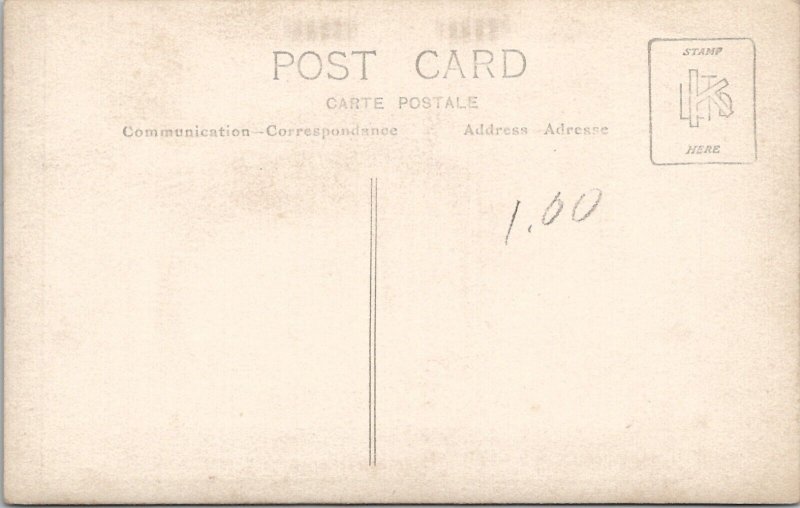 POST CARD
CARTE POSTALE
Communication—Correspondance
Address Adresse
STAMP
HERE
1.00